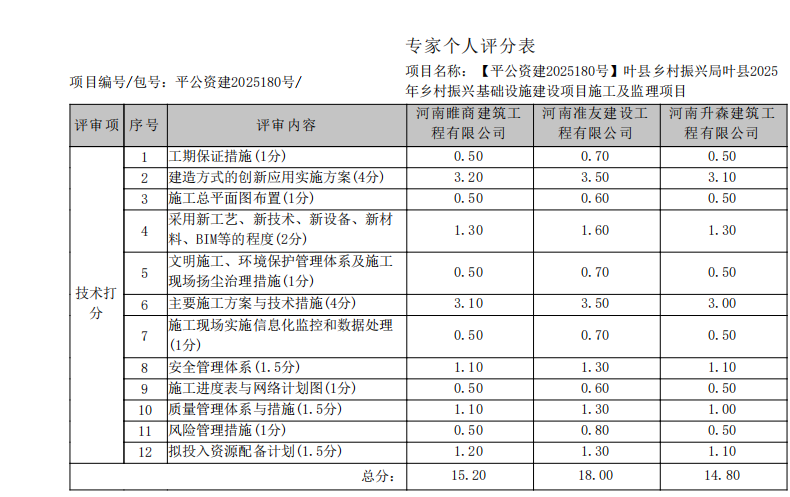 专家个人评分表
项目编号/包号: 平公资建2025180号/
项目名称: 【平公资建2025180号】叶县乡村振兴局叶县2025
年乡村振兴基础设施建设项目施工及监理项目
评审项 序号 评审内容 河南睢商建筑工程有限公司 河南准友建设工程有限公司 河南升森建筑工程有限公司
技术打分
1 工期保证措施(1分) 0.50 0.70 0.50
2 建造方式的创新应用实施方案(4分) 3.20 3.50 3.10
3 施工总平面图布置(1分) 0.50 0.60 0.50
4 采用新工艺、新技术、新设备、新材
料、BIM等的程度(2分) 1.30 1.60 1.30
5 文明施工、环境保护管理体系及施工
现场扬尘治理措施(1分) 0.50 0.70 0.50
6 主要施工方案与技术措施(4分) 3.10 3.50 3.00
7 施工现场实施信息化监控和数据处理
(1分) 0.50 0.70 0.50
8 安全管理体系(1.5分) 1.10 1.30 1.10
9 施工进度表与网络计划图(1分) 0.50 0.60 0.50
10 质量管理体系与措施(1.5分) 1.10 1.30 1.00
11 风险管理措施(1分) 0.50 0.80 0.50
12 拟投入资源配备计划(1.5分) 1.20 1.30 1.10
总分: 15.20 18.00 14.80